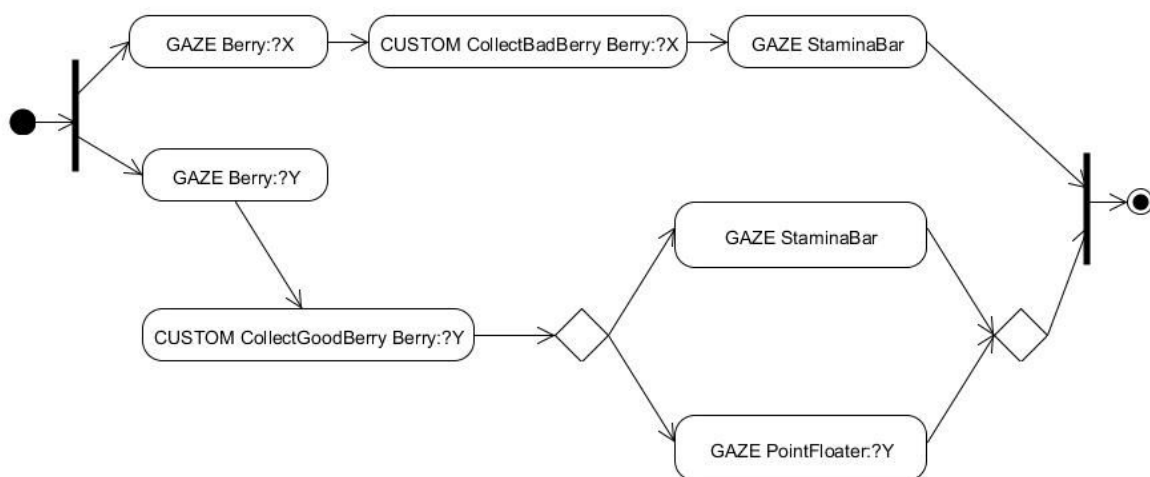 GAZE Berry:?X
CUSTOM CollectBadBerry Berry:?X
GAZE StaminaBar
GAZE Berry:?Y
GAZE StaminaBar
CUSTOM CollectGoodBerry Berry:?Y
GAZE PointFloater:?Y